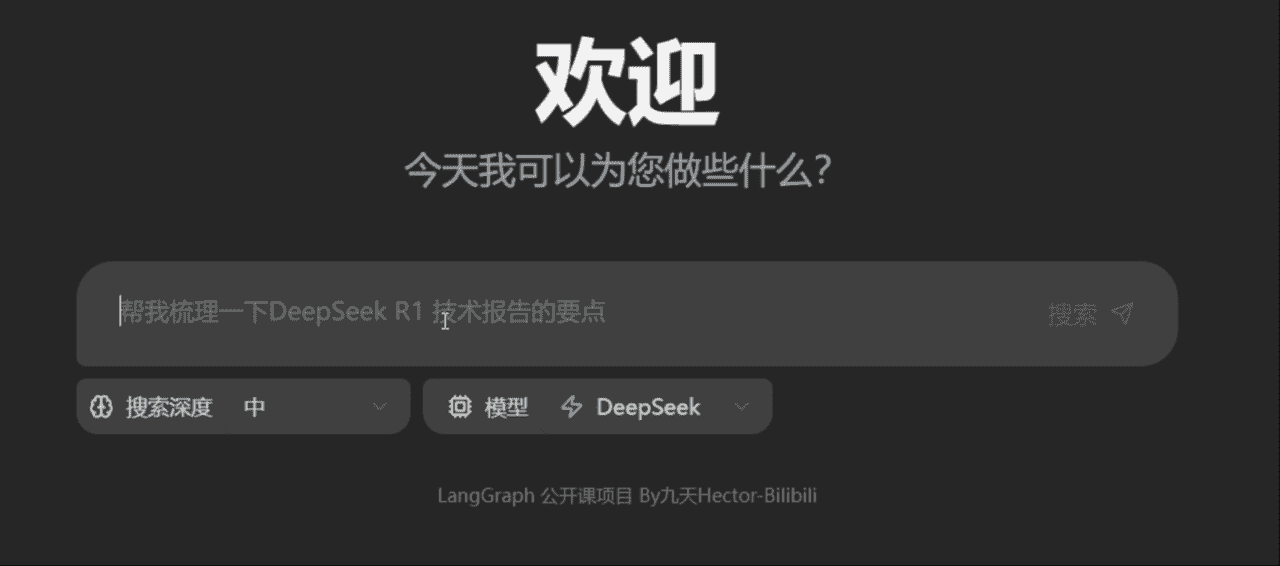 欢迎
今天我可以为您做些什么?
帮我梳理一下DeepSeek R1 技术报告的要点
搜索
搜索深度 中 模型 DeepSeek
LangGraph 公开课项目 By九天Hector-Bilibili